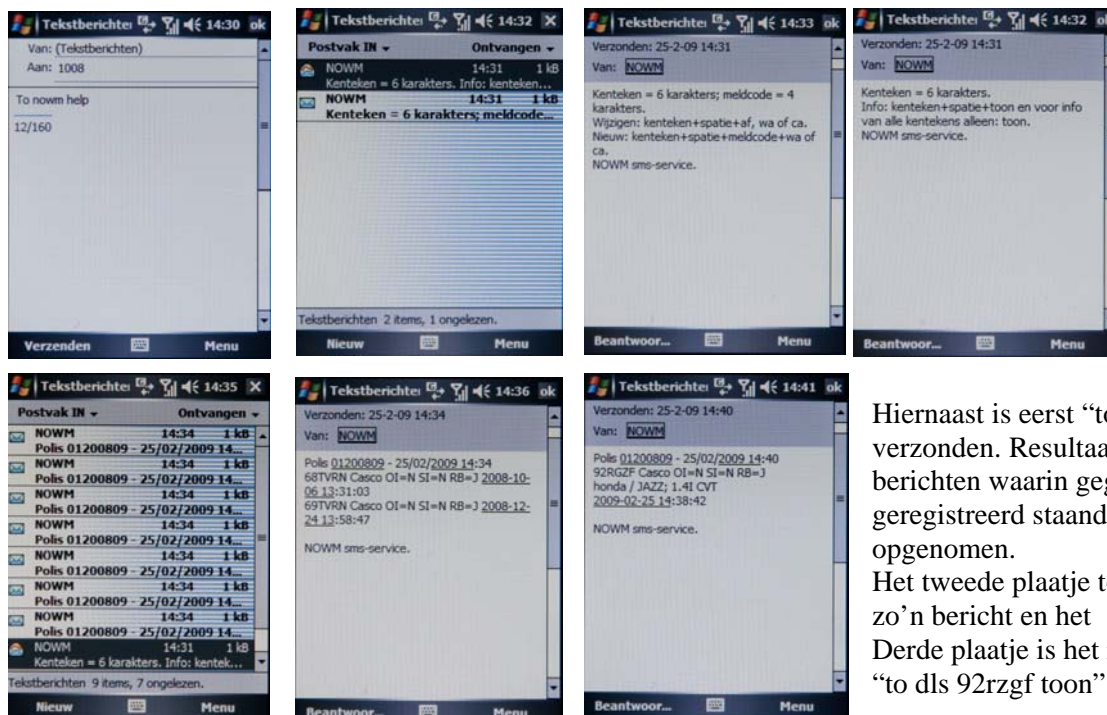 Tekstberichter 14:30 ok
Van: (Tekstberichten)
Aan: 1008
To nowm help
12/160
Verzenden Menu
Tekstberichter 14:32 X
Postvak IN Ontvangen
NOWM 14:31 1 kB
Kenteken = 6 karakters. Info: kenteken...
NOWM 14:31 1 kB
Kenteken = 6 karakters; meldcode...
Tekstberichten 2 items, 1 ongelezen.
Nieuw Menu
Tekstberichter 14:33 ok
Verzonden: 25-2-09 14:31
Van: NOWM
Kenteken = 6 karakters; meldcode = 4
karakters.
Wijzigen: kenteken+spatie+af, wa of ca.
Nieuw: kenteken+spatie+meldcode+wa of
ca.
NOWM sms-service.
Beantwoor... Menu
Tekstberichter 14:32
Verzonden: 25-2-09 14:31
Van: NOWM
Kenteken = 6 karakters.
Info: kenteken+spatie+toon en voor info
van alle kentekens alleen: toon.
NOWM sms-service.
Beantwoor... Menu
Tekstberichter 14:35 X
Postvak IN Ontvangen
NOWM 14:34 1 kB
Polis 01200809 - 25/02/2009 14...
NOWM 14:34 1 kB
Polis 01200809 - 25/02/2009 14...
NOWM 14:34 1 kB
Polis 01200809 - 25/02/2009 14...
NOWM 14:34 1 kB
Polis 01200809 - 25/02/2009 14...
NOWM 14:34 1 kB
Polis 01200809 - 25/02/2009 14...
NOWM 14:34 1 kB
Polis 01200809 - 25/02/2009 14...
NOWM 14:34 1 kB
Polis 01200809 - 25/02/2009 14...
NOWM 14:31 1 kB
Kenteken = 6 karakters. Info: kentek...
Tekstberichten 9 items, 7 ongelezen.
Nieuw Menu
Tekstberichter 14:36 ok
Verzonden: 25-2-09 14:34
Van: NOWM
Polis 01200809 - 25/02/2009 14:34
68TVRN Casco OI=N SI=N RB=J 2008-10-
06 13:31:03
69TVRN Casco OI=N SI=N RB=J 2008-12-
24 13:58:47
NOWM sms-service.
Beantwoor... Menu
Tekstberichter 14:41 ok
Verzonden: 25-2-09 14:40
Van: NOWM
Polis 01200809 - 25/02/2009 14:40
92RGZF Casco OI=N SI=N RB=J
honda / JAZZ; 1.4I CVT
2009-02-25 14:38:42
NOWM sms-service.
Beantwoor... Menu
Hiernaast is eerst “to
verzonden. Resultaa
berichten waarin geg
geregistreerd staand
opgenomen.
Het tweede plaatje t
zo’n bericht en het
Derde plaatje is het
“to dls 92rzgf toon”